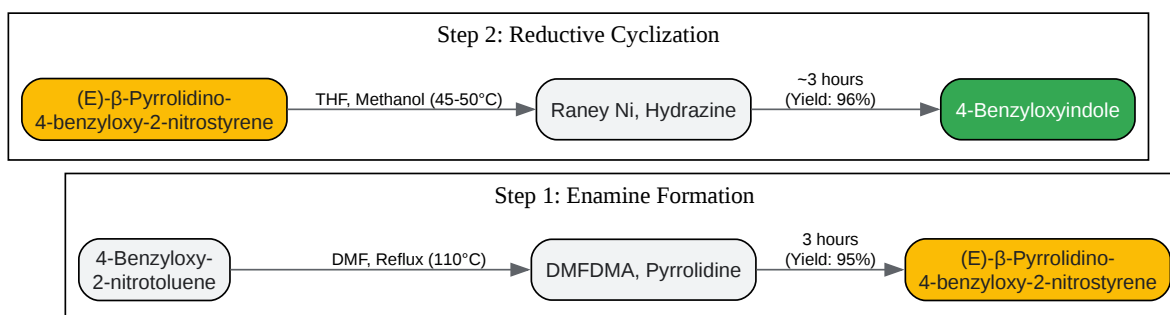 Step 2: Reductive Cyclization
(E)-β-Pyrrolidino-
4-benzyloxy-2-nitrostyrene
THF, Methanol (45-50°C)
Raney Ni, Hydrazine
~3 hours
(Yield: 96%)
4-Benzyloxyindole
Step 1: Enamine Formation
4-Benzyloxy-
2-nitrotoluene
DMF, Reflux (110°C)
DMFDMA, Pyrrolidine
3 hours
(Yield: 95%)
(E)-β-Pyrrolidino-
4-benzyloxy-2-nitrostyrene